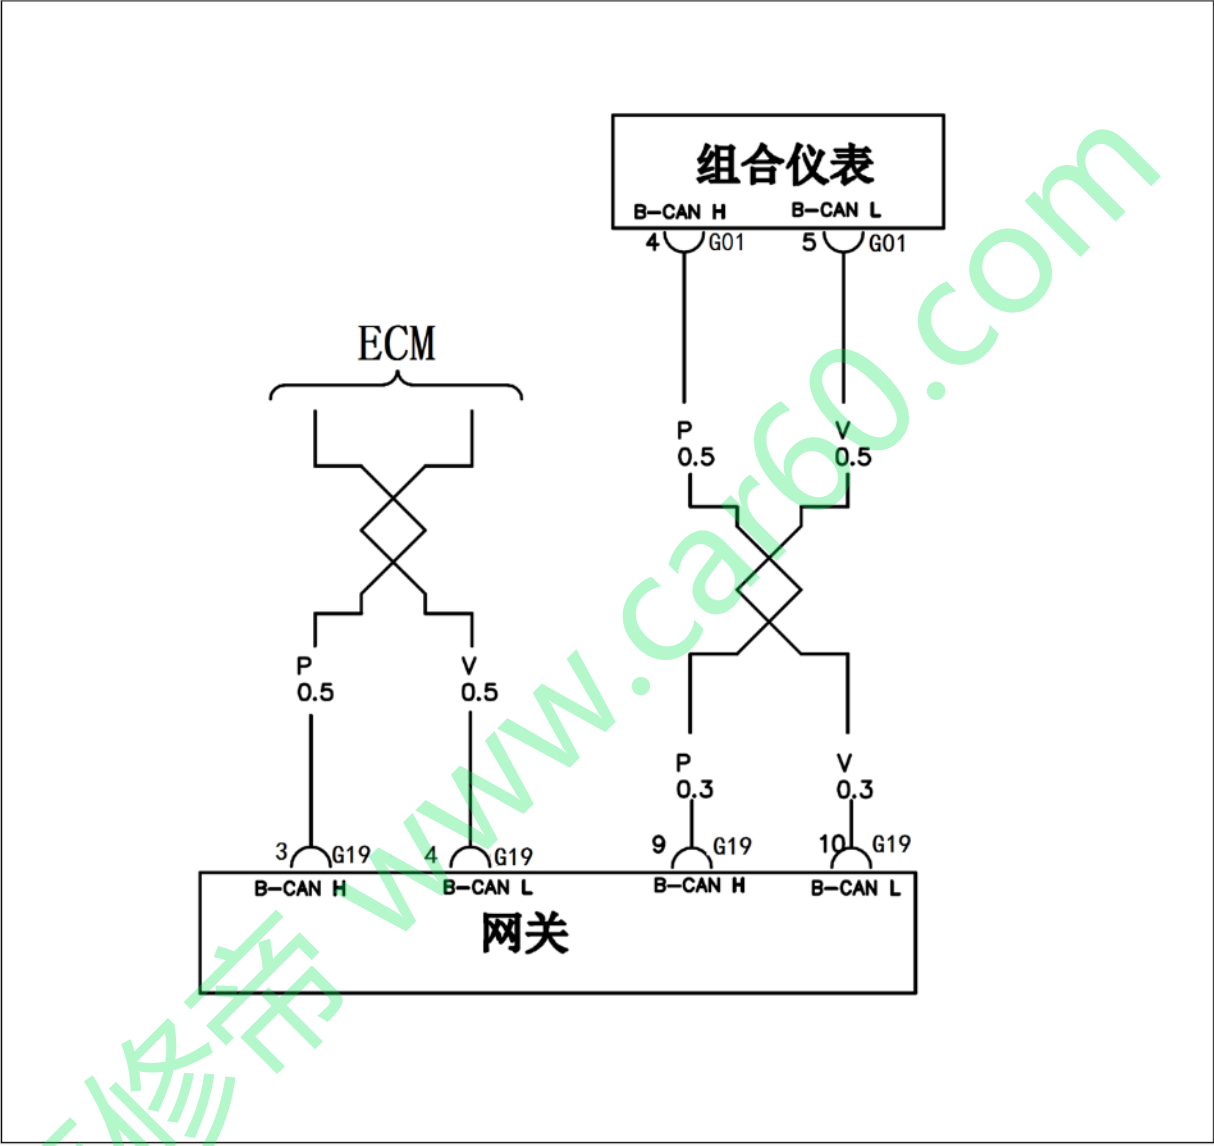 组合仪表
B-CAN H B-CAN L
4 G01 5 G01
ECM
P V
0.5 0.5
P V
0.5 0.5
P V
0.3 0.3
3 G19 4 G19 9 G19 10 G19
B-CAN H B-CAN L B-CAN H B-CAN L
网关
修帝 www.car60.com